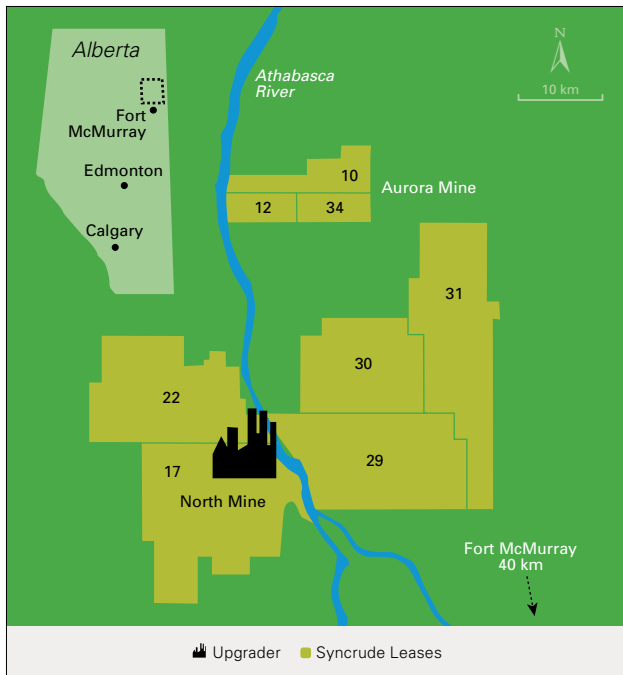 Alberta
Fort
McMurray
Edmonton
Calgary
Athabasca
River
N
10 km
10
Aurora Mine
12
34
31
30
22
29
17
North Mine
Fort McMurray
40 km
Upgrader
Syncrude Leases